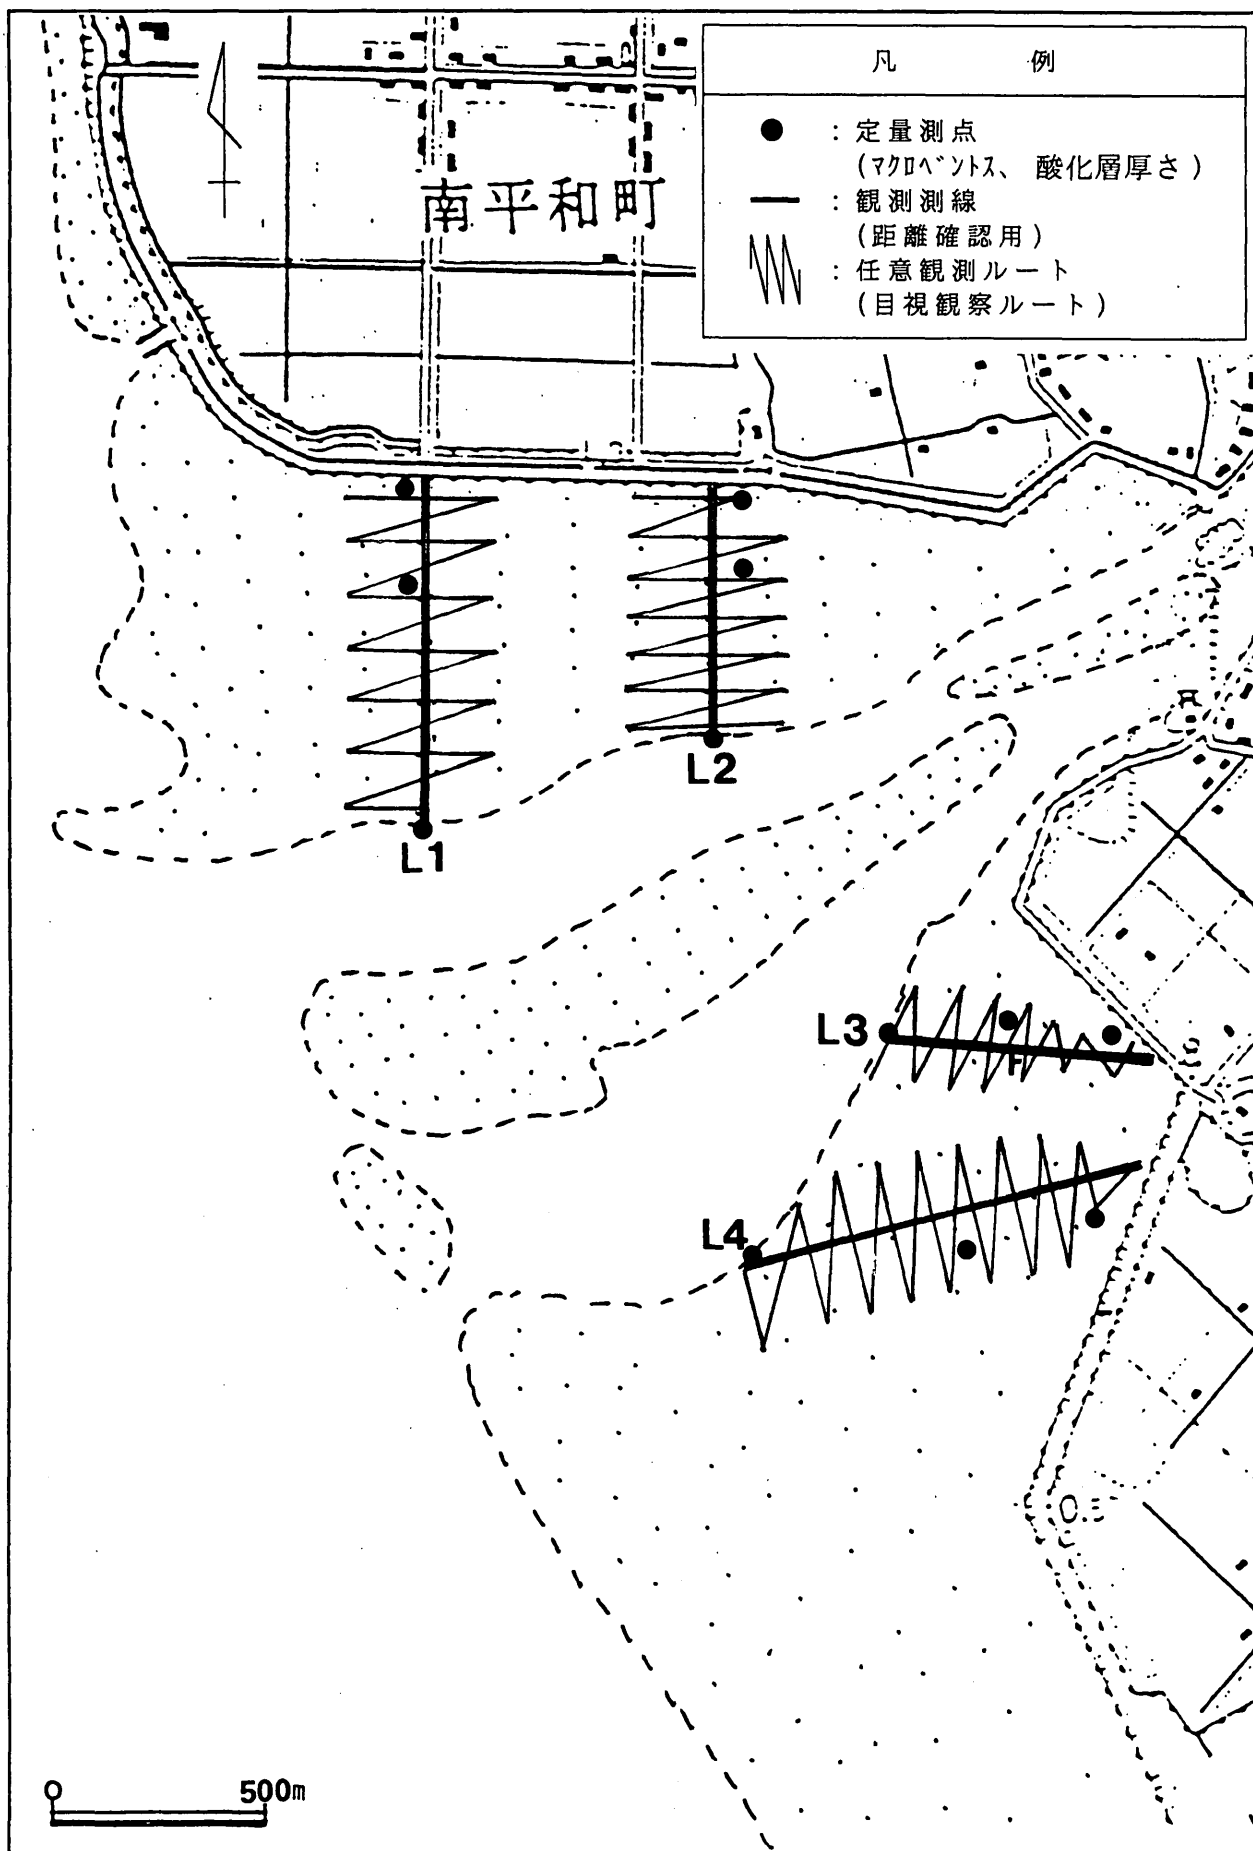 凡 例
: 定量測点
(マクロベントス、 酸化層厚さ)
: 観測測線
(距離確認用)
: 任意観測ルート
(目視観察ルート)
南平和町
L1
L2
L3
L4
0 500m